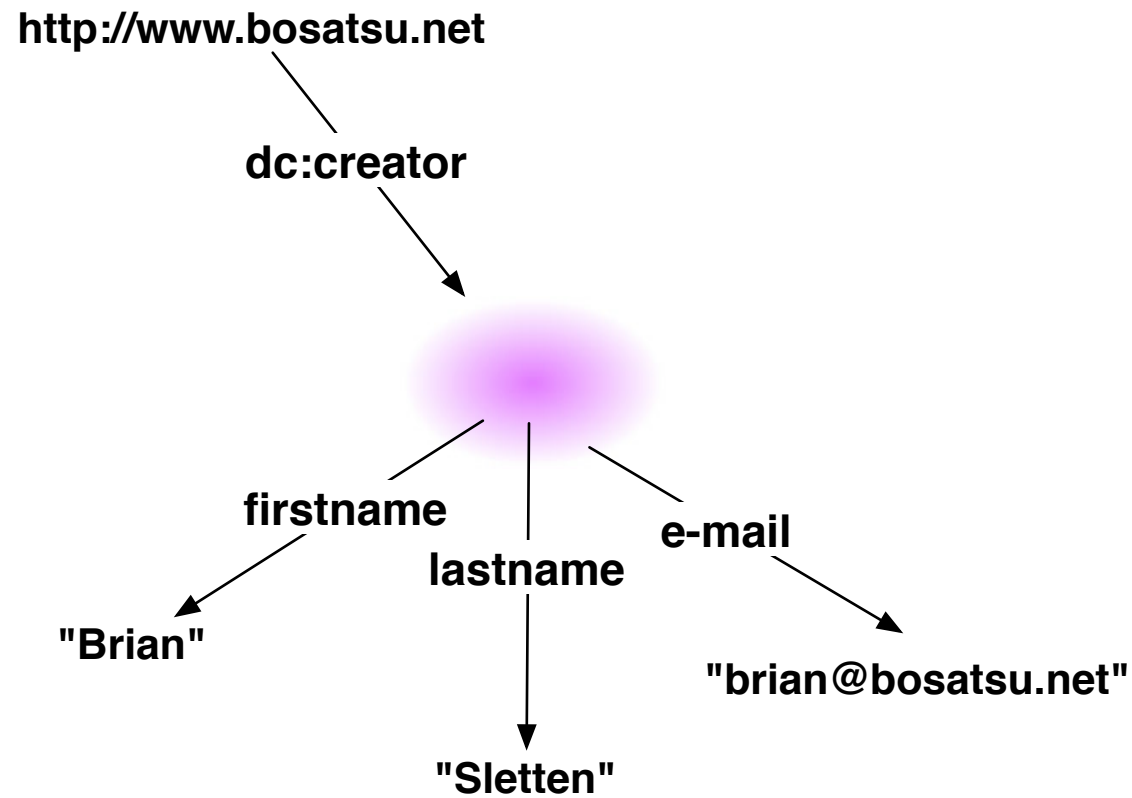 http://www.bosatsu.net
dc:creator
firstname
e-mail
lastname
"Brian"
"brian@bosatsu.net"
"Sletten"